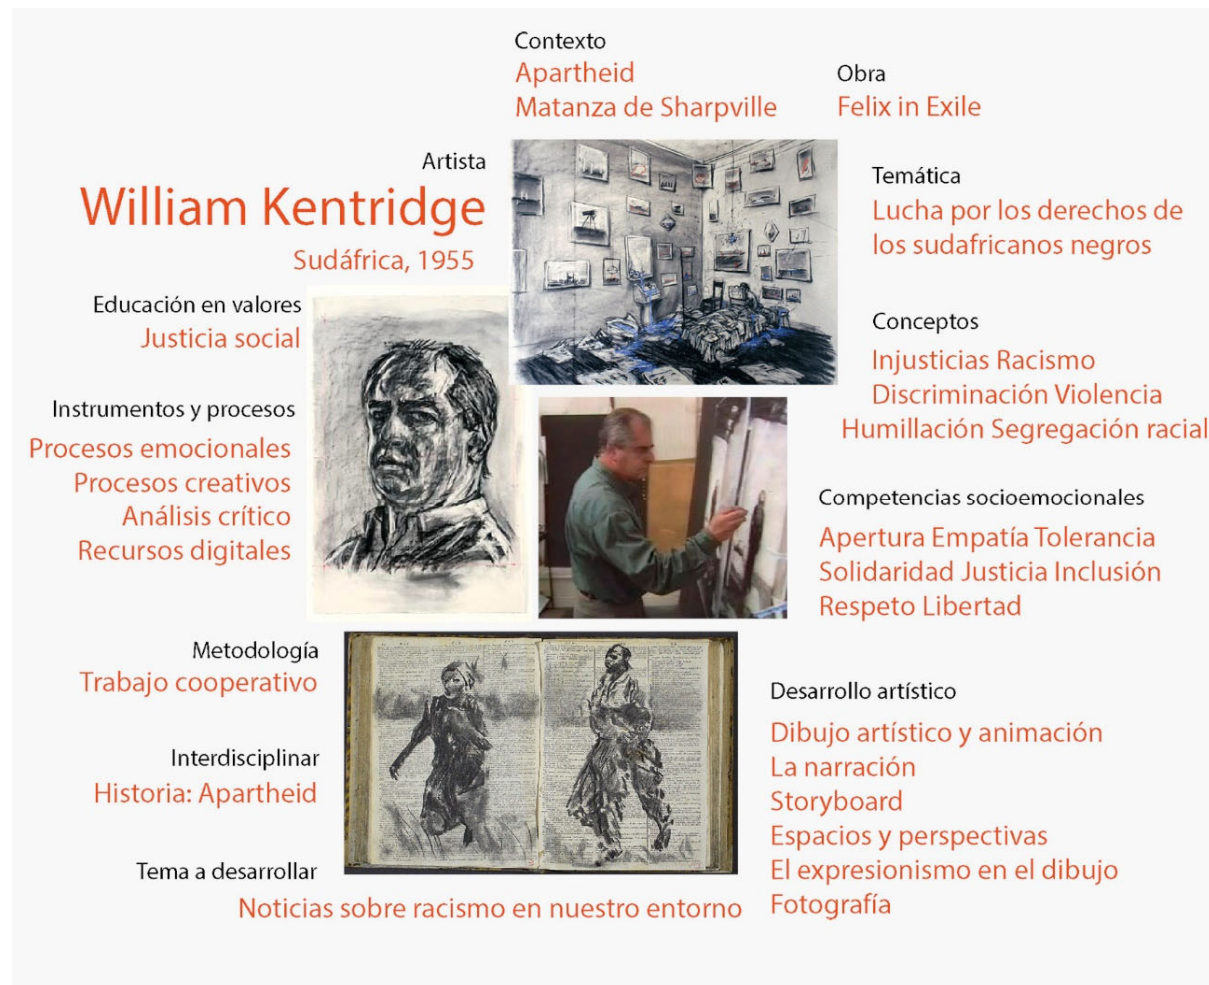 Contexto
Apartheid
Matanza de Sharpville
Obra
Felix in Exile
Artista
William Kentridge
Sudáfrica, 1955
Temática
Lucha por los derechos de
los sudafricanos negros
Educación en valores
Justicia social
Conceptos
Injusticias Racismo
Discriminación Violencia
Humillación Segregación racial
Instrumentos y procesos
Procesos emocionales
Procesos creativos
Análisis crítico
Recursos digitales
Competencias socioemocionales
Apertura Empatía Tolerancia
Solidaridad Justicia Inclusión
Respeto Libertad
Metodología
Trabajo cooperativo
Interdisciplinar
Historia: Apartheid
Tema a desarrollar
Noticias sobre racismo en nuestro entorno
Desarrollo artístico
Dibujo artístico y animación
La narración
Storyboard
Espacios y perspectivas
El expresionismo en el dibujo
Fotografía